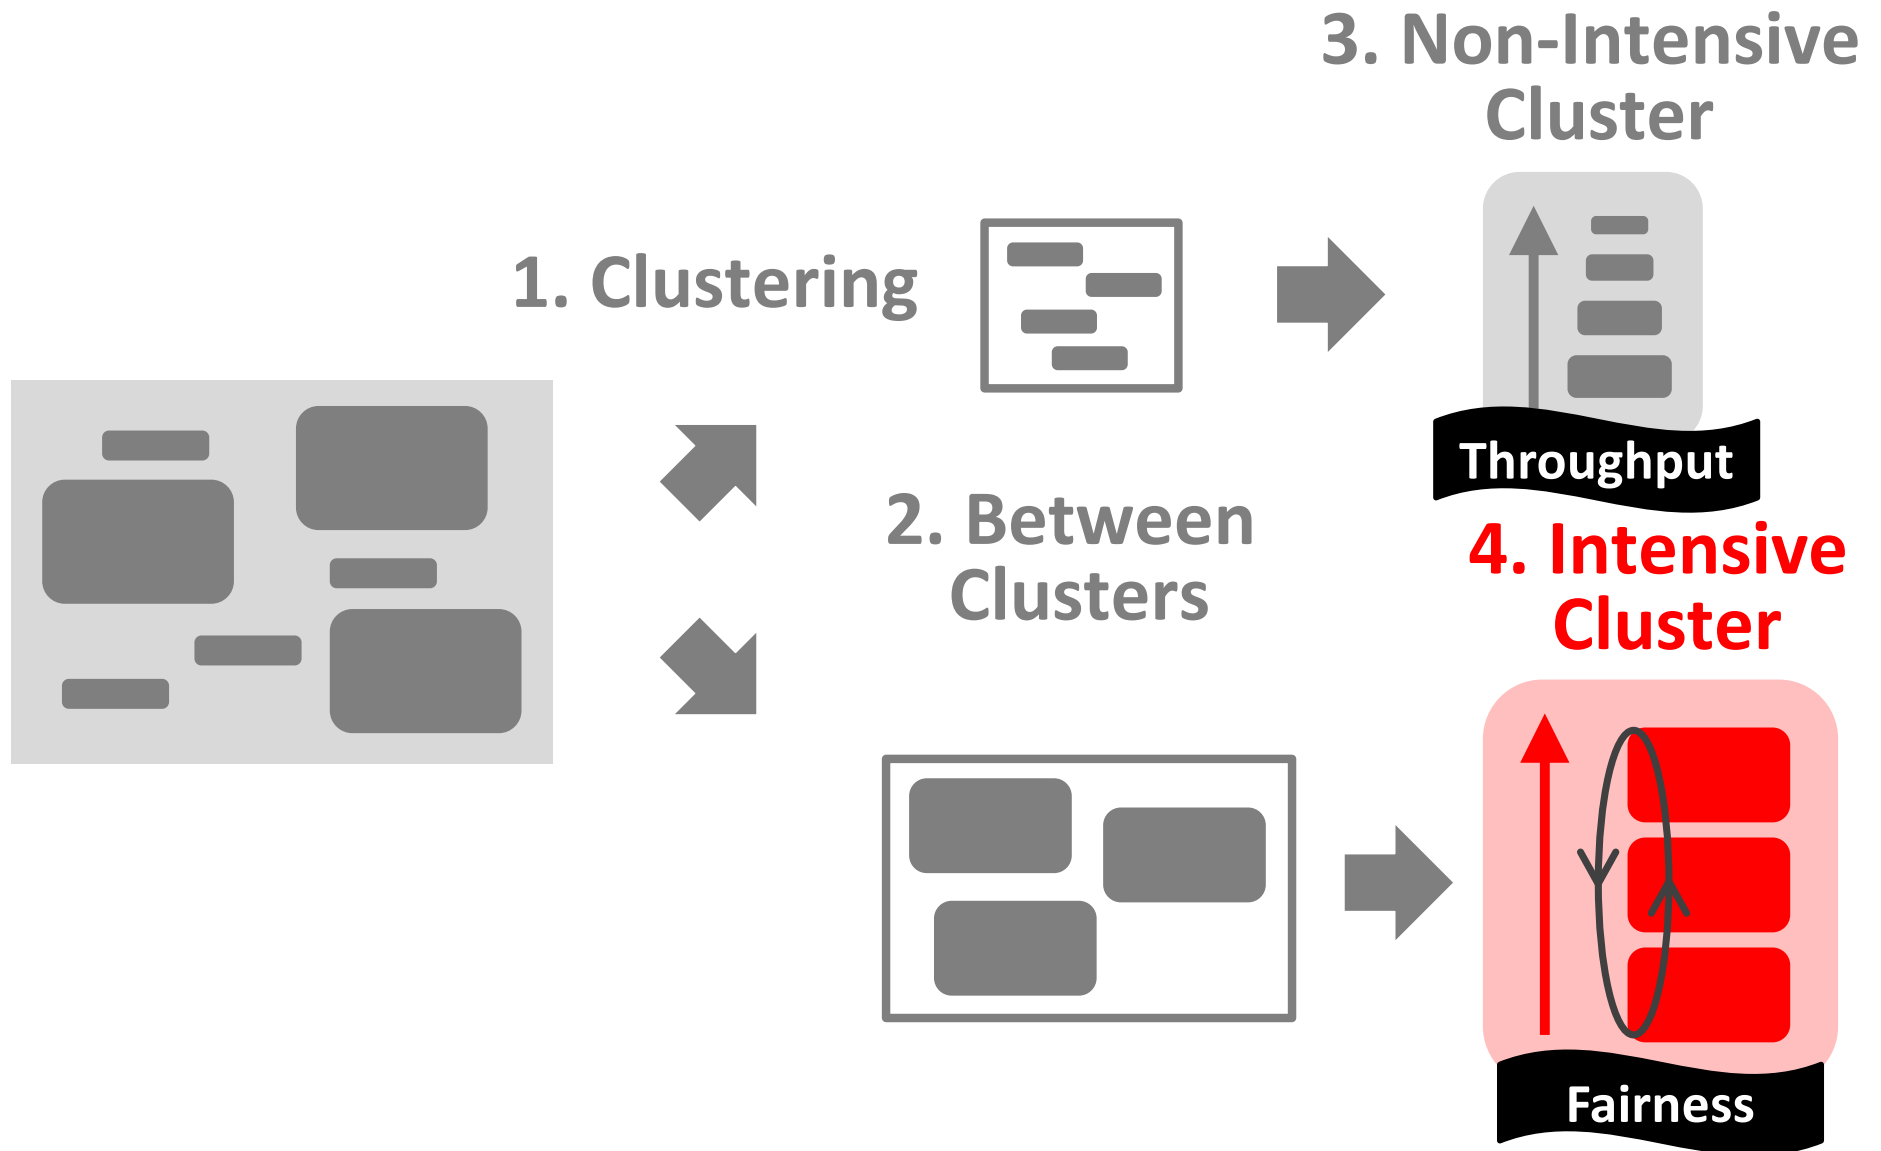 3. Non-Intensive
Cluster
1. Clustering
Throughput
2. Between
Clusters
4. Intensive
Cluster
Fairness